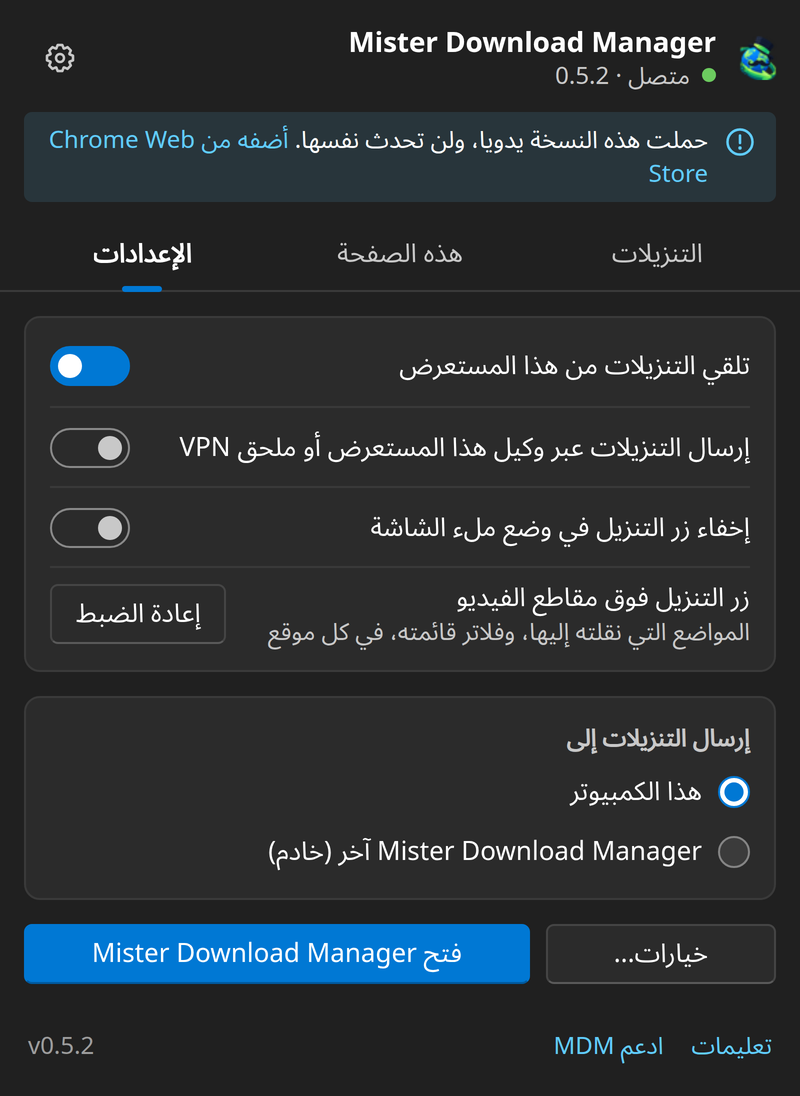 Mister Download Manager
متصل · 0.5.2
حملت هذه النسخة يدويا، ولن تحدث نفسها. أضفه من Chrome Web
Store
التنزيلات
هذه الصفحة
الإعدادات
تلقي التنزيلات من هذا المستعرض
إرسال التنزيلات عبر وكيل هذا المستعرض أو ملحق VPN
إخفاء زر التنزيل في وضع ملء الشاشة
زر التنزيل فوق مقاطع الفيديو
المواضع التي نقلته إليها، وفلاتر قائمته، في كل موقع
إعادة الضبط
إرسال التنزيلات إلى
هذا الكمبيوتر
Mister Download Manager آخر (خادم)
خيارات...
فتح Mister Download Manager
تعليمات
ادعم MDM
v0.5.2